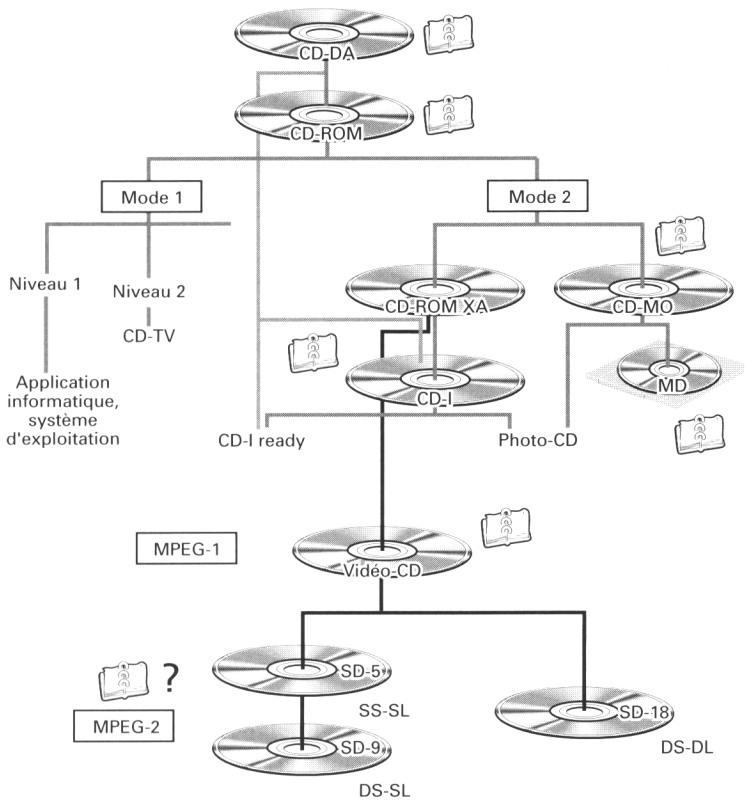 CD-DA
CD-ROM
Mode 1
Mode 2
Niveau 1
Niveau 2
CD-TV
Application
informatique,
système
d'exploitation
CD-ROM XA
CD-MO
MD
CD-I
CD-I ready
Photo-CD
MPEG-1
Vidéo-CD
?
MPEG-2
SD-5
SS-SL
SD-9
DS-SL
SD-18
DS-DL